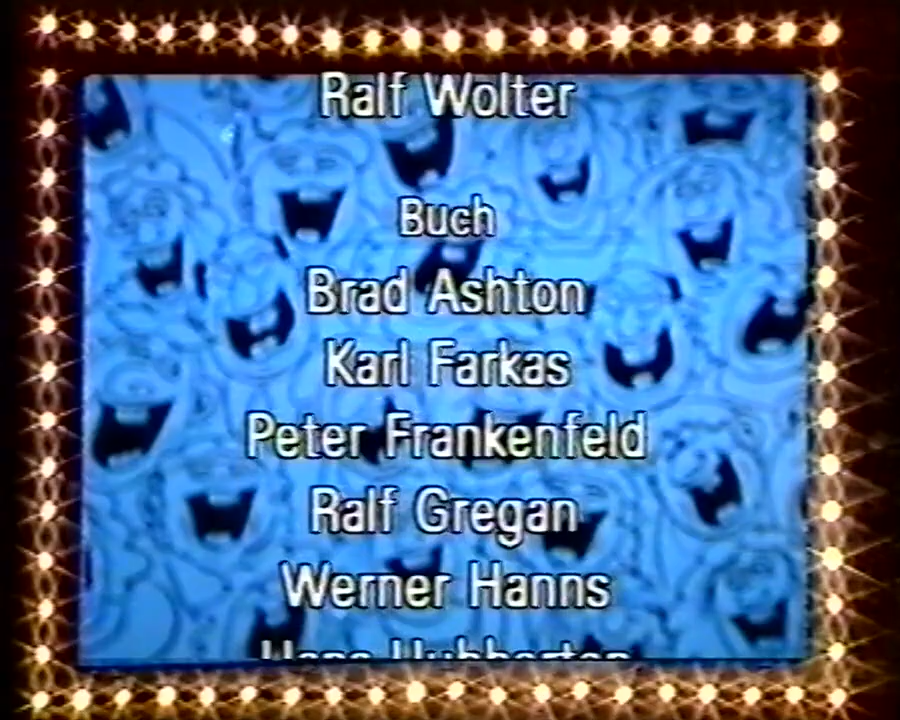 Ralf Wolter
Buch
Brad Ashton
Karl Farkas
Peter Frankenfeld
Ralf Gregan
Werner Hanns